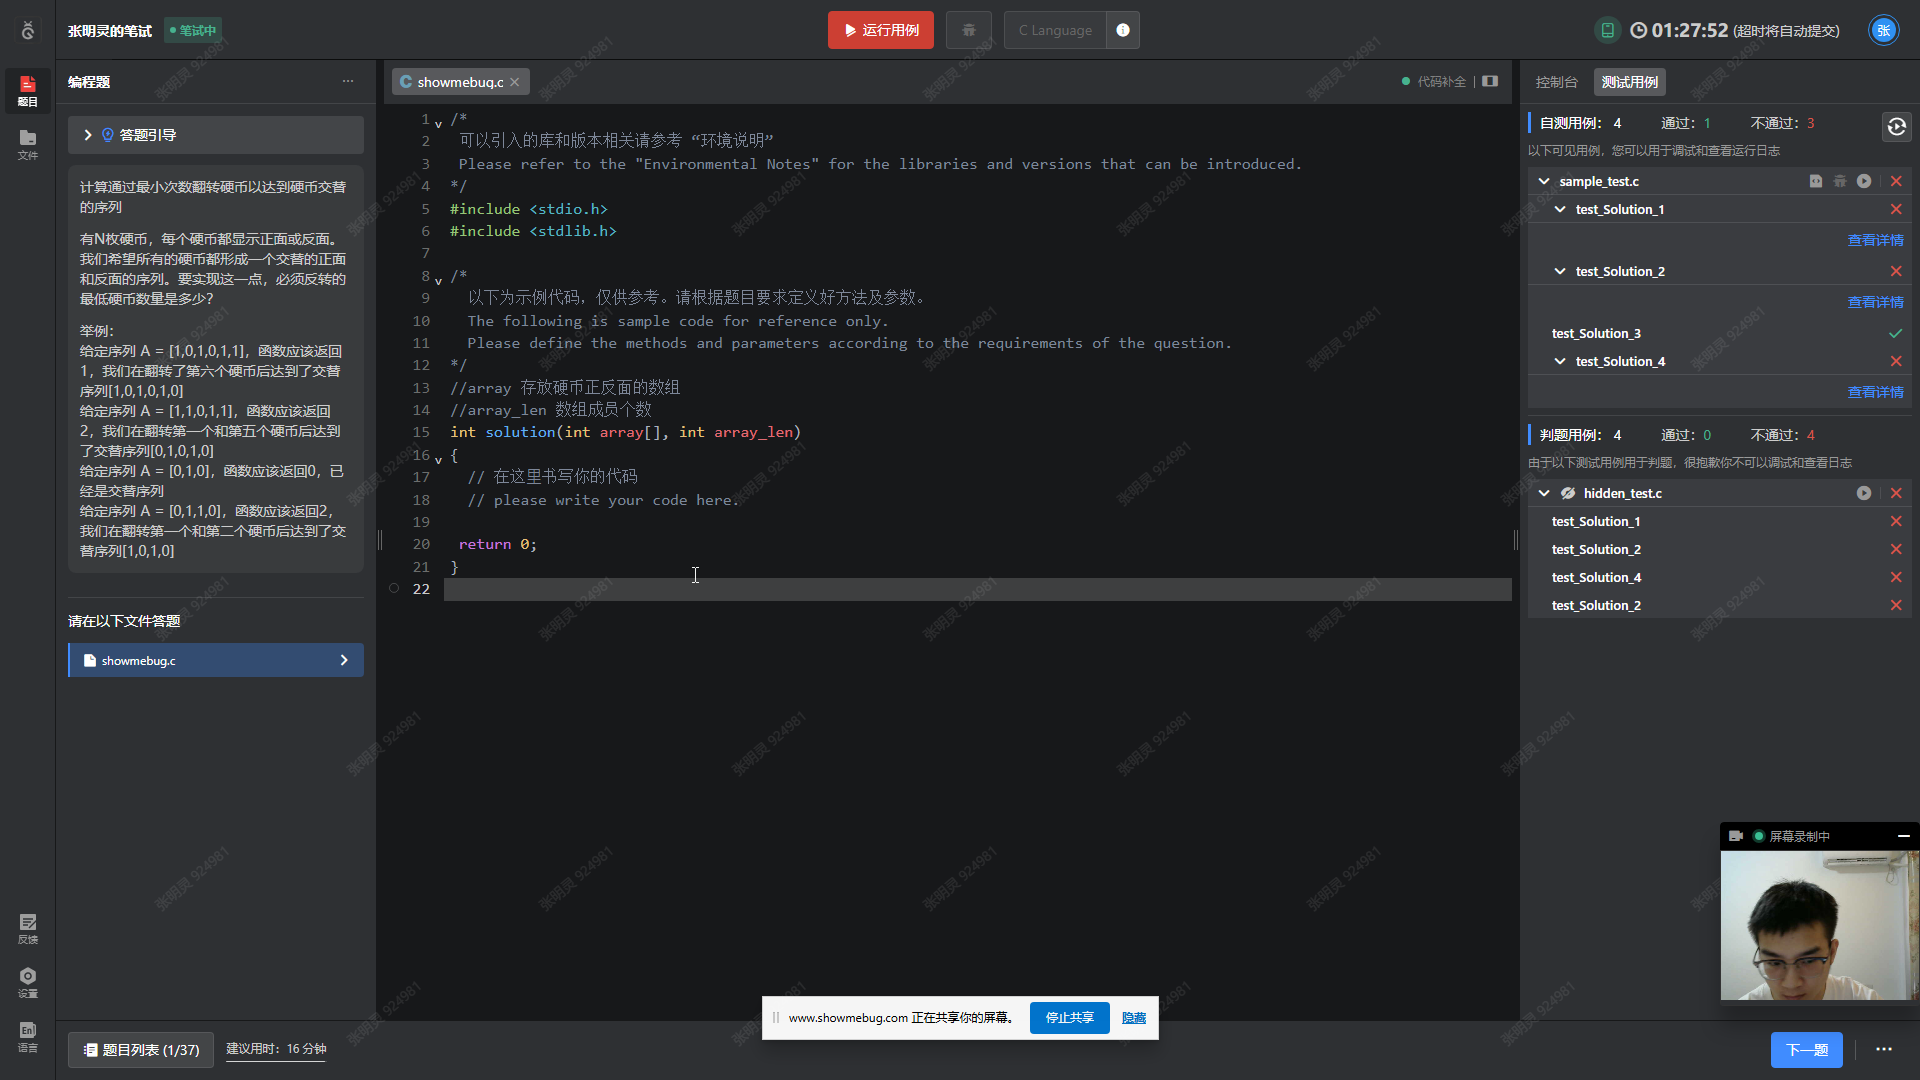 张明灵的笔试
笔试中
运行用例
C Language
01:27:52 (超时将自动提交)
张
题目
文件
反馈
设置
En
语言
编程题
答题引导
计算通过最小次数翻转硬币以达到硬币交替
的序列
有N枚硬币，每个硬币都显示正面或反面。
我们希望所有的硬币都形成一个交替的正面
和反面的序列。要实现这一点，必须反转的
最低硬币数量是多少?
举例:
给定序列 A = [1,0,1,0,1,1]，函数应该返回
1，我们在翻转了第六个硬币后达到了交替
序列[1,0,1,0,1,0]
给定序列 A = [1,1,0,1,1]，函数应该返回
2，我们在翻转第一个和第五个硬币后达到
了交替序列[0,1,0,1,0]
给定序列 A = [0,1,0]，函数应该返回0，已
经是交替序列
给定序列 A = [0,1,1,0]，函数应该返回2，
我们在翻转第一个和第二个硬币后达到了交
替序列[1,0,1,0]
请在以下文件答题
showmebug.c
题目列表 (1/37)
建议用时：16 分钟
C showmebug.c
代码补全
1 /*
2 可以引入的库和版本相关请参考 “环境说明”
3 Please refer to the "Environmental Notes" for the libraries and versions that can be introduced.
4 */
5 #include <stdio.h>
6 #include <stdlib.h>
7
8 /*
9 以下为示例代码，仅供参考。请根据题目要求定义好方法及参数。
10 The following is sample code for reference only.
11 Please define the methods and parameters according to the requirements of the question.
12 */
13 //array 存放硬币正反面的数组
14 //array_len 数组成员个数
15 int solution(int array[], int array_len)
16 {
17 // 在这里书写你的代码
18 // please write your code here.
19
20 return 0;
21 }
22
控制台
测试用例
自测用例： 4 通过：1 不通过：3
以下可见用例，您可以用于调试和查看运行日志
sample_test.c
test_Solution_1
查看详情
test_Solution_2
查看详情
test_Solution_3
test_Solution_4
查看详情
判题用例： 4 通过：0 不通过：4
由于以下测试用例用于判题，很抱歉你不可以调试和查看日志
hidden_test.c
test_Solution_1
test_Solution_2
test_Solution_4
test_Solution_2
屏幕录制中
www.showmebug.com 正在共享你的屏幕。
停止共享
隐藏
下一题
张明灵 924981